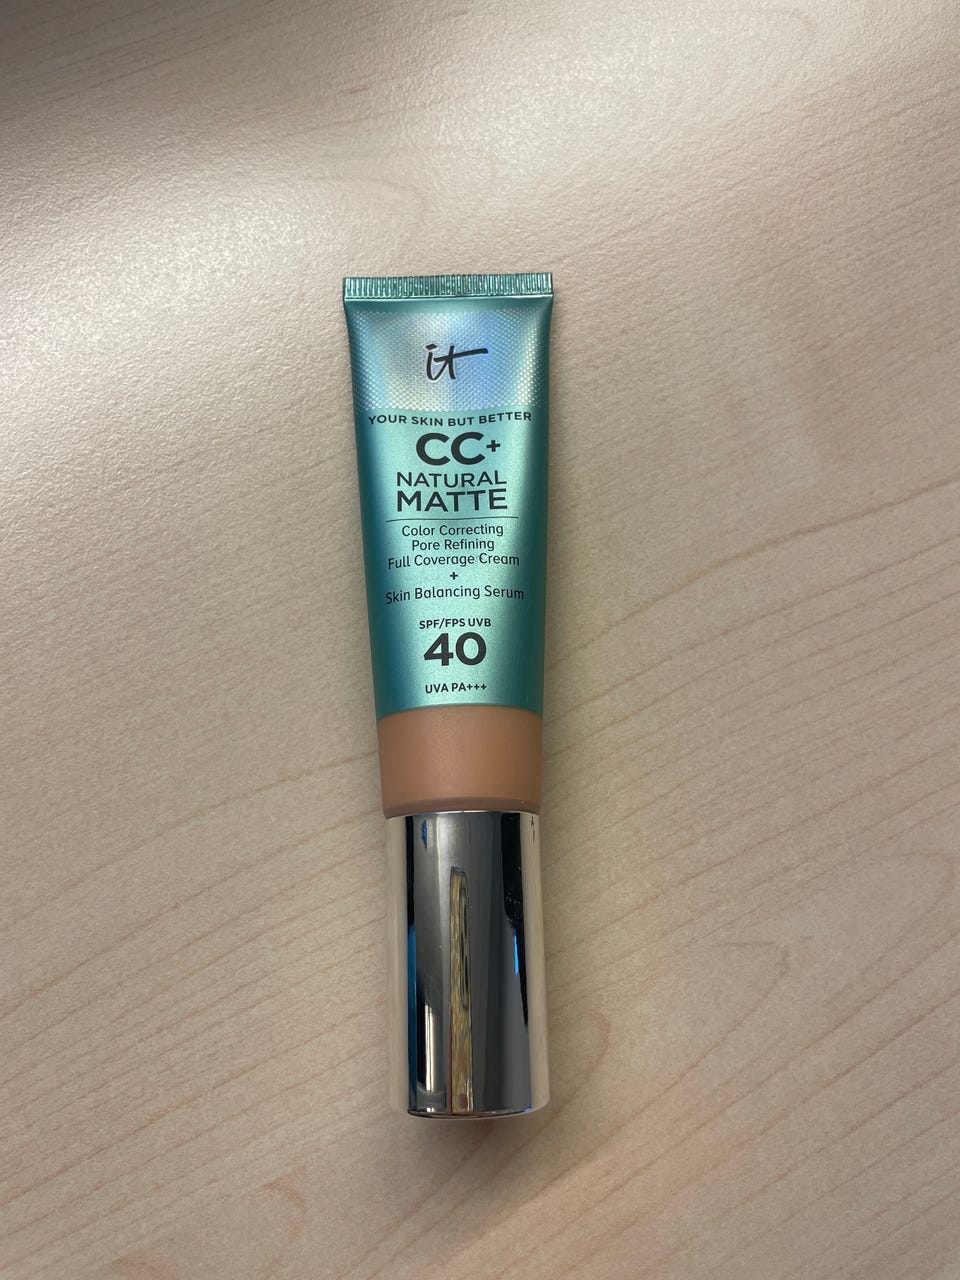 it
YOUR SKIN BUT BETTER
CC+
NATURAL
MATTE
Color Correcting
Pore Refining
Full Coverage Cream
+
Skin Balancing Serum
SPF/FPS UVB
40
UVA PA+++